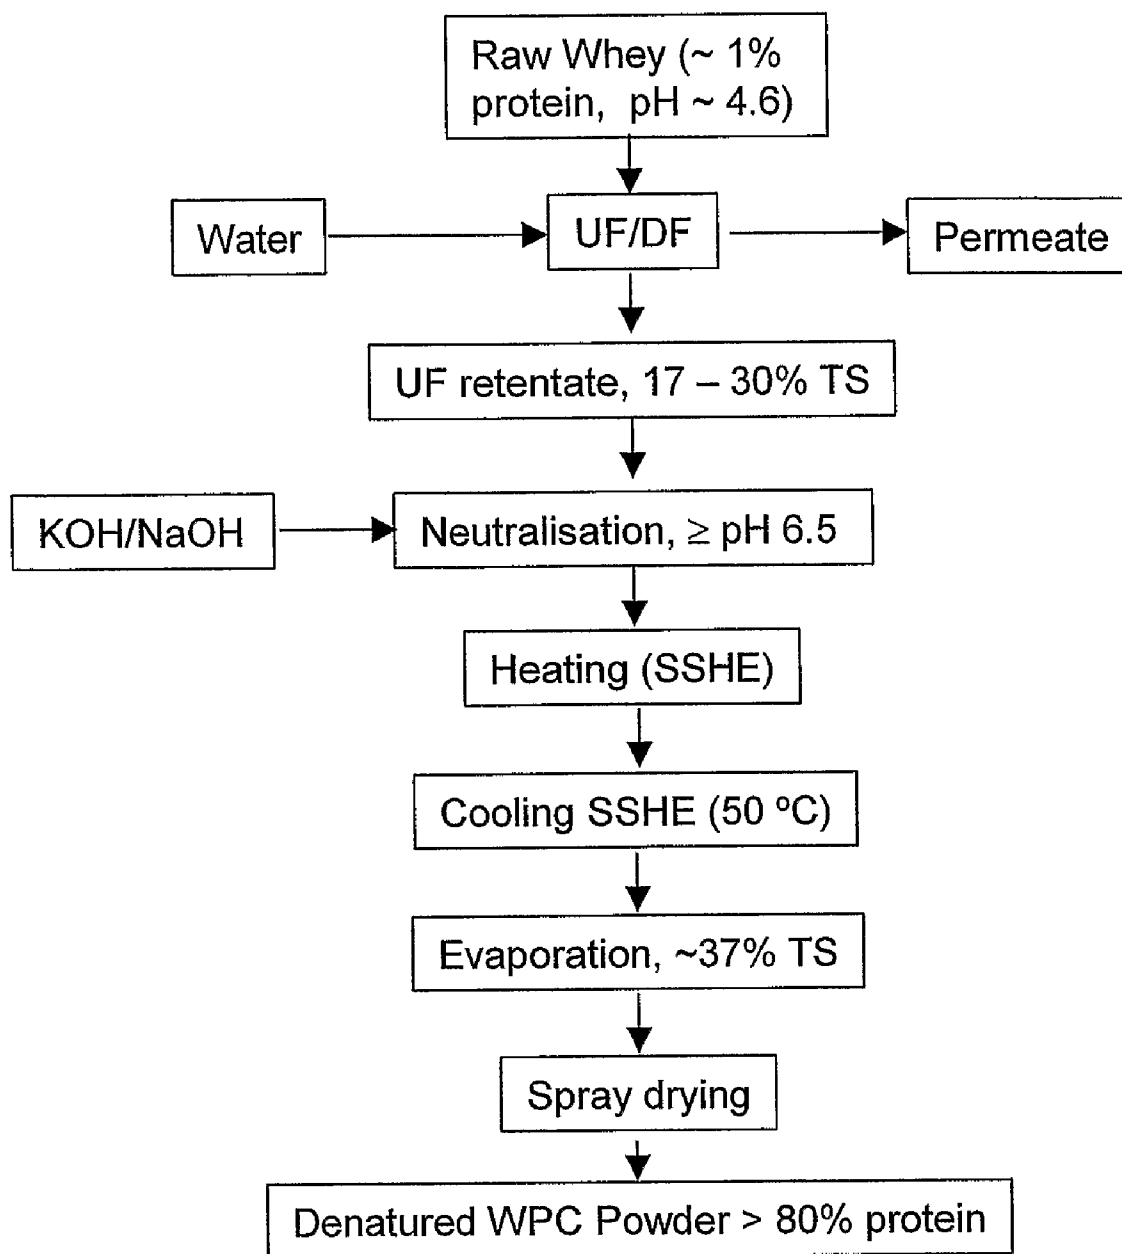 Raw Whey (~ 1%
protein, pH ~ 4.6)
Water
UF/DF
Permeate
UF retentate, 17 – 30% TS
KOH/NaOH
Neutralisation, ≥ pH 6.5
Heating (SSHE)
Cooling SSHE (50 ºC)
Evaporation, ~37% TS
Spray drying
Denatured WPC Powder > 80% protein